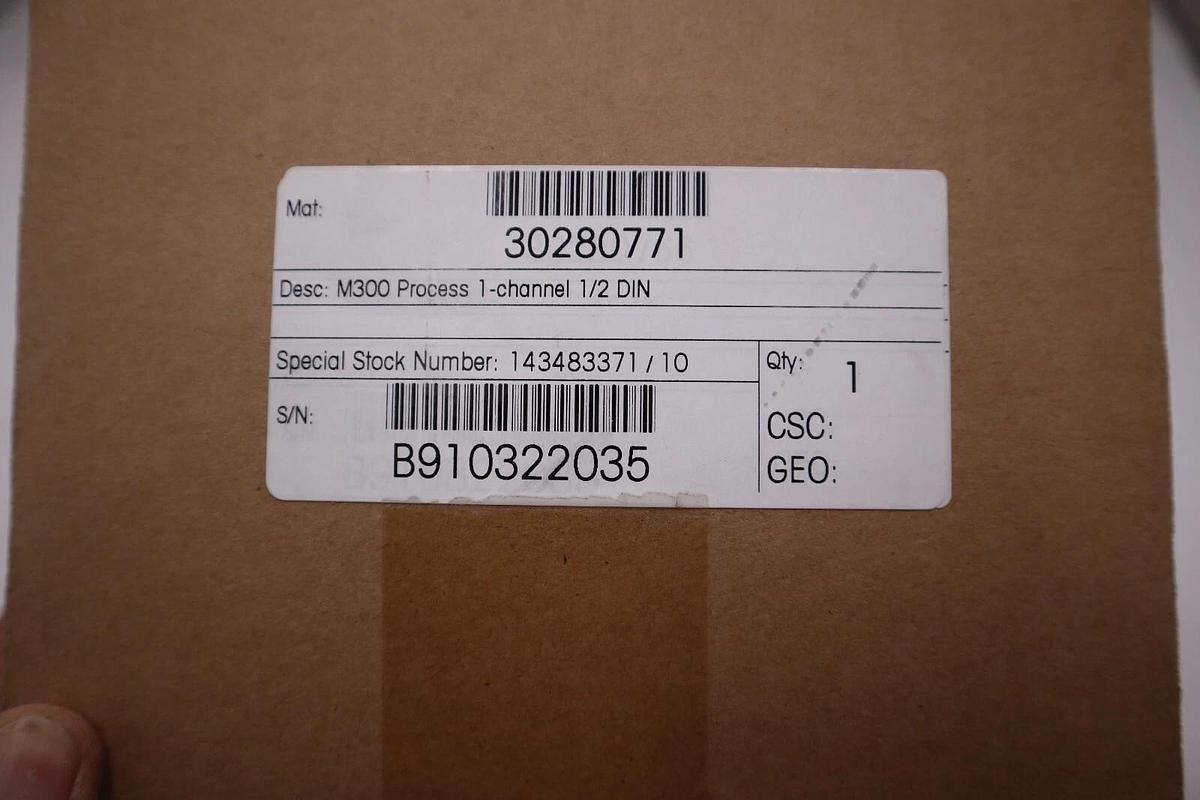 Mat:
30280771
Desc: M300 Process 1-channel 1/2 DIN
Special Stock Number: 143483371 / 10
Qty: 1
S/N:
B910322035
CSC:
GEO: